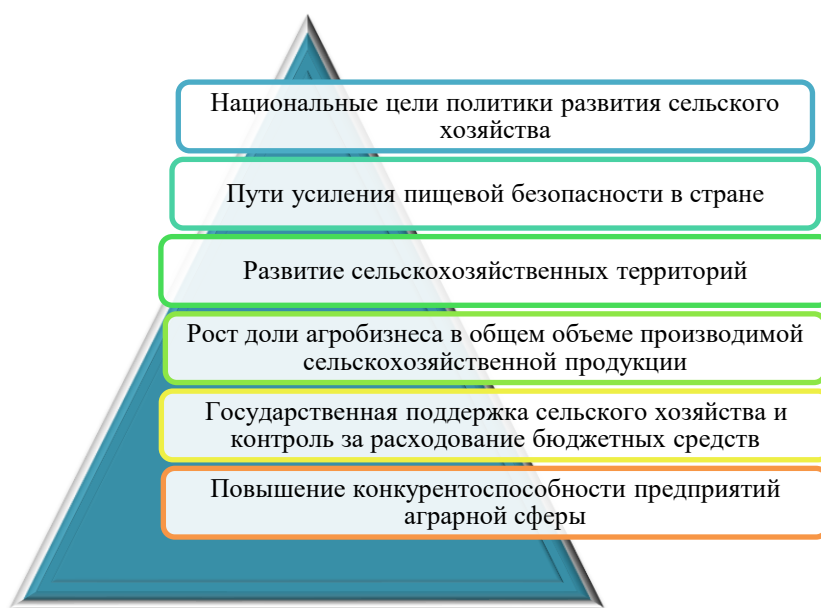 Национальные цели политики развития сельского
хозяйства
Пути усиления пищевой безопасности в стране
Развитие сельскохозяйственных территорий
Рост доли агробизнеса в общем объеме производимой
сельскохозяйственной продукции
Государственная поддержка сельского хозяйства и
контроль за расходование бюджетных средств
Повышение конкурентоспособности предприятий
аграрной сферы